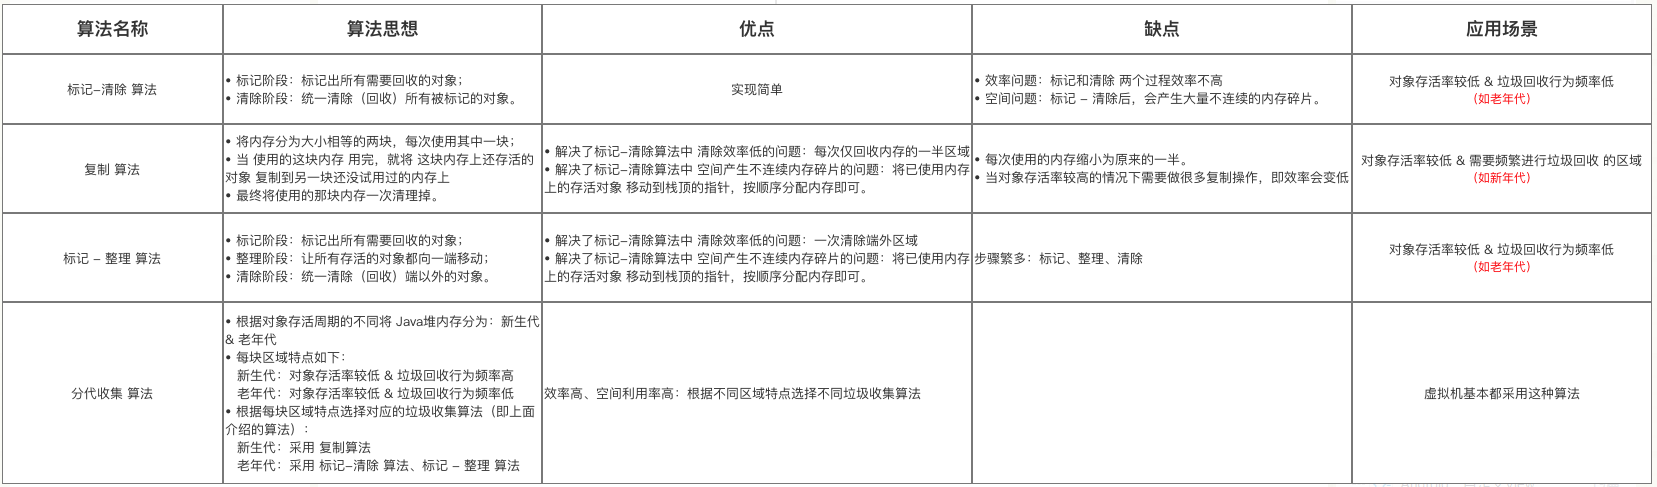 算法名称
算法思想
优点
缺点
应用场景
标记-清除 算法
• 标记阶段：标记出所有需要回收的对象；
• 清除阶段：统一清除（回收）所有被标记的对象。
实现简单
• 效率问题：标记和清除 两个过程效率不高
• 空间问题：标记 - 清除后，会产生大量不连续的内存碎片。
对象存活率较低 & 垃圾回收行为频率低
（如老年代）
复制 算法
• 将内存分为大小相等的两块，每次使用其中一块；
• 当 使用的这块内存 用完，就将 这块内存上还存活的
对象 复制到另一块还没试用过的内存上
• 最终将使用的那块内存一次清理掉。
• 解决了标记-清除算法中 清除效率低的问题：每次仅回收内存的一半区域
• 解决了标记-清除算法中 空间产生不连续内存碎片的问题：将已使用内存
上的存活对象 移动到栈顶的指针，按顺序分配内存即可。
• 每次使用的内存缩小为原来的一半。
• 当对象存活率较高的情况下需要做很多复制操作，即效率会变低
对象存活率较低 & 需要频繁进行垃圾回收 的区域
（如新年代）
标记 - 整理 算法
• 标记阶段：标记出所有需要回收的对象；
• 整理阶段：让所有存活的对象都向一端移动；
• 清除阶段：统一清除（回收）端以外的对象。
• 解决了标记-清除算法中 清除效率低的问题：一次清除端外区域
• 解决了标记-清除算法中 空间产生不连续内存碎片的问题：将已使用内存
上的存活对象 移动到栈顶的指针，按顺序分配内存即可。
步骤繁多：标记、整理、清除
对象存活率较低 & 垃圾回收行为频率低
（如老年代）
分代收集 算法
• 根据对象存活周期的不同将 Java堆内存分为：新生代
& 老年代
• 每块区域特点如下：
新生代：对象存活率较低 & 垃圾回收行为频率高
老年代：对象存活率较低 & 垃圾回收行为频率低
• 根据每块区域特点选择对应的垃圾收集算法（即上面
介绍的算法）：
新生代：采用 复制算法
老年代：采用 标记-清除 算法、标记 - 整理 算法
效率高、空间利用率高：根据不同区域特点选择不同垃圾收集算法
虚拟机基本都采用这种算法